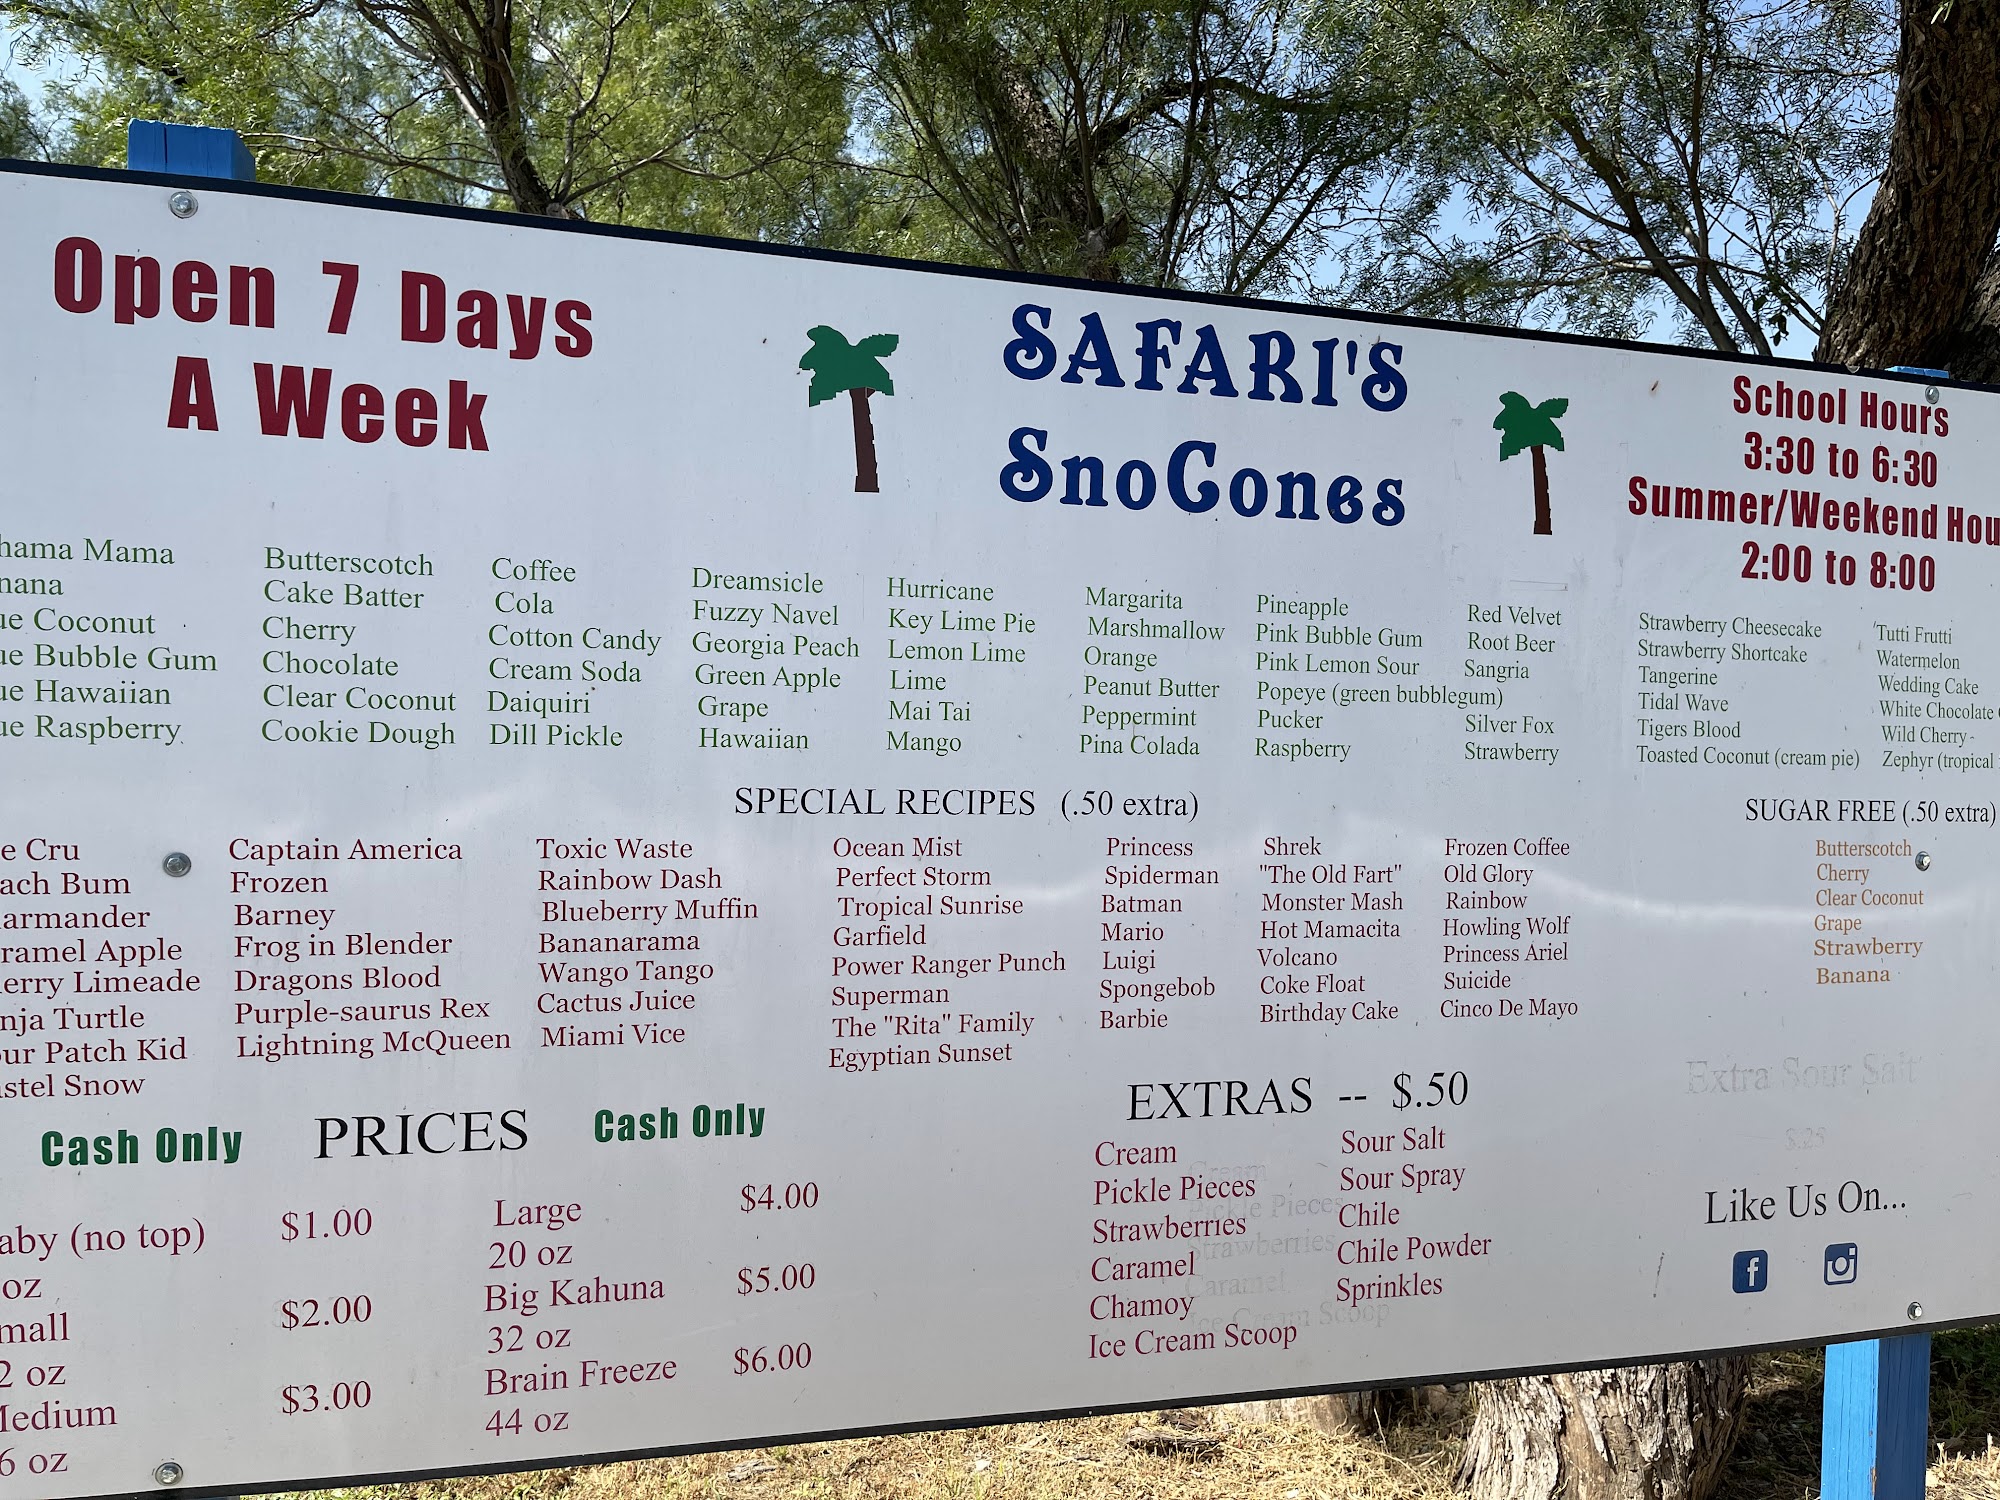 Open 7 Days
A Week
SAFARI'S
SnoCones
School Hours
3:30 to 6:30
Summer/Weekend Hou
2:00 to 8:00
hama Mama
nana
ue Coconut
ue Bubble Gum
ue Hawaiian
ue Raspberry
Butterscotch
Cake Batter
Cherry
Chocolate
Clear Coconut
Cookie Dough
Coffee
Cola
Cotton Candy
Cream Soda
Daiquiri
Dill Pickle
Dreamsicle
Fuzzy Navel
Georgia Peach
Green Apple
Grape
Hawaiian
Hurricane
Key Lime Pie
Lemon Lime
Lime
Mai Tai
Mango
Margarita
Marshmallow
Orange
Peanut Butter
Peppermint
Pina Colada
Pineapple
Pink Bubble Gum
Pink Lemon Sour
Popeye (green bubblegum)
Pucker
Raspberry
Red Velvet
Root Beer
Sangria
Silver Fox
Strawberry
Strawberry Cheesecake
Strawberry Shortcake
Tangerine
Tidal Wave
Tigers Blood
Toasted Coconut (cream pie)
Tutti Frutti
Watermelon
Wedding Cake
White Chocolate
Wild Cherry
Zephyr (tropical
SPECIAL RECIPES (.50 extra)
e Cru
ach Bum
armander
ramel Apple
erry Limeade
nja Turtle
our Patch Kid
astel Snow
Captain America
Frozen
Barney
Frog in Blender
Dragons Blood
Purple-saurus Rex
Lightning McQueen
Toxic Waste
Rainbow Dash
Blueberry Muffin
Bananarama
Wango Tango
Cactus Juice
Miami Vice
Ocean Mist
Perfect Storm
Tropical Sunrise
Garfield
Power Ranger Punch
Superman
The "Rita" Family
Egyptian Sunset
Princess
Spiderman
Batman
Mario
Luigi
Spongebob
Barbie
Shrek
"The Old Fart"
Monster Mash
Hot Mamacita
Volcano
Coke Float
Birthday Cake
Frozen Coffee
Old Glory
Rainbow
Howling Wolf
Princess Ariel
Suicide
Cinco De Mayo
SUGAR FREE (.50 extra)
Butterscotch
Cherry
Clear Coconut
Grape
Strawberry
Banana
Extra Sour Salt
$.25
Cash Only PRICES Cash Only
aby (no top) $1.00
oz
mall $2.00
2 oz
Medium $3.00
6 oz
Large $4.00
20 oz
Big Kahuna $5.00
32 oz
Brain Freeze $6.00
44 oz
EXTRAS -- $.50
Cream
Pickle Pieces
Strawberries
Caramel
Chamoy
Ice Cream Scoop
Cream
Pickle Pieces
Strawberries
Caramel
Ice Cream Scoop
Sour Salt
Sour Spray
Chile
Chile Powder
Sprinkles
Like Us On...
f